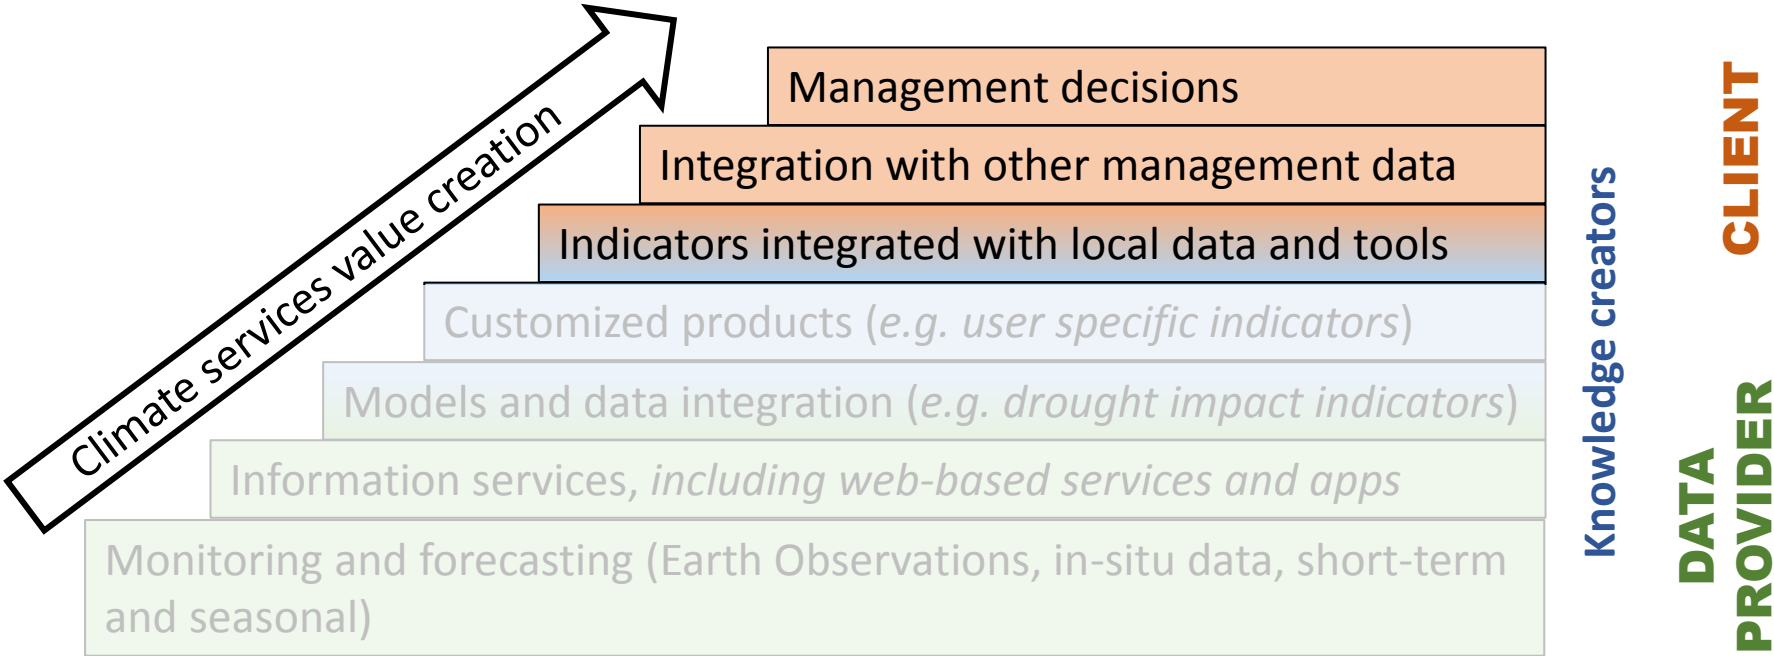 Climate services value creation
Management decisions
Integration with other management data
Indicators integrated with local data and tools
Customized products (e.g. user specific indicators)
Models and data integration (e.g. drought impact indicators)
Information services, including web-based services and apps
Monitoring and forecasting (Earth Observations, in-situ data, short-term
and seasonal)
Knowledge creators
CLIENT
DATA
PROVIDER